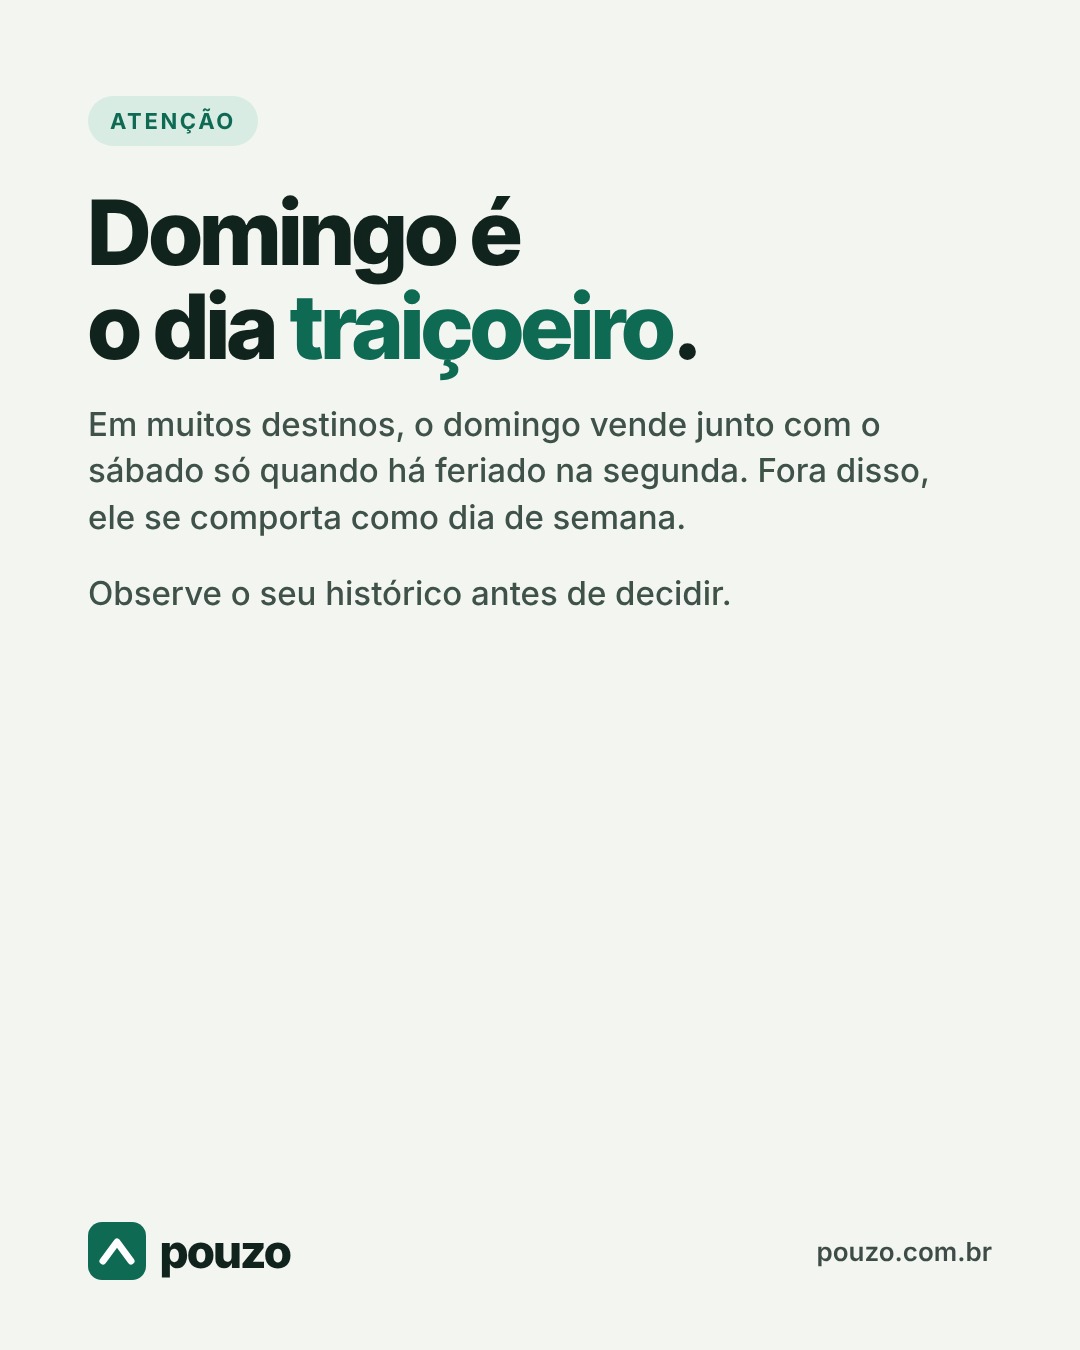 ATENÇÃO
Domingo é
o dia traiçoeiro.
Em muitos destinos, o domingo vende junto com o
sábado só quando há feriado na segunda. Fora disso,
ele se comporta como dia de semana.
Observe o seu histórico antes de decidir.
pouzo
pouzo.com.br